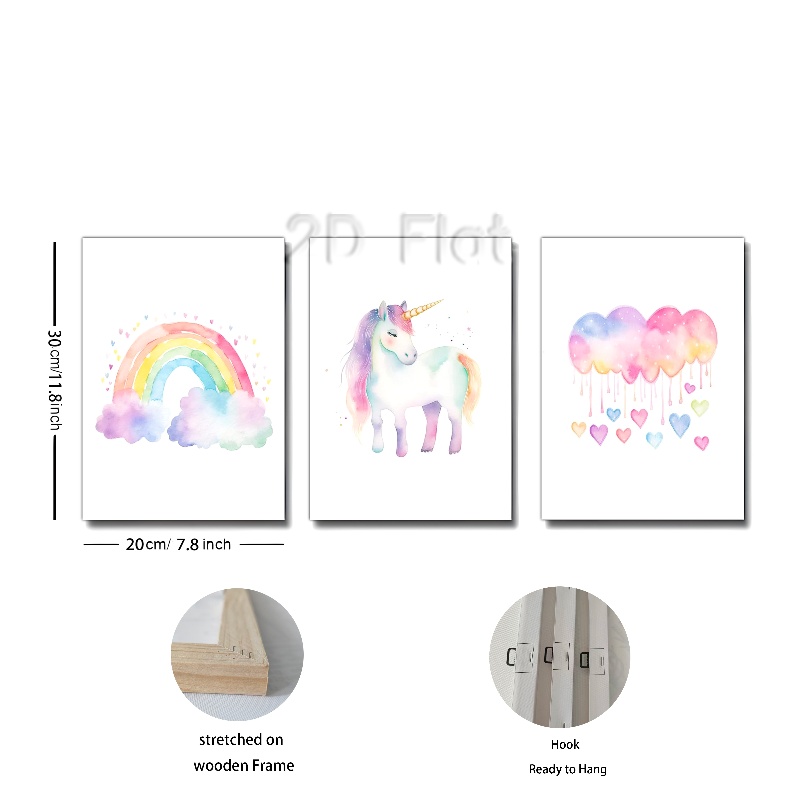 2D Flat
30cm/11.8inch
20cm/ 7.8 inch
stretched on
wooden Frame
Hook
Ready to Hang